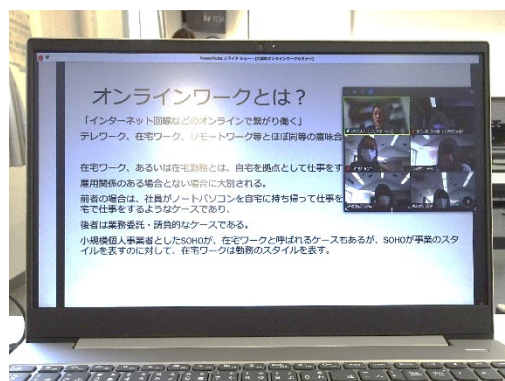 PowerPoint スライド ショー
オンラインワークとは？
「インターネット回線などのオンラインで繋がり働く」
テレワーク、在宅ワーク、リモートワーク等とほぼ同等の意味合
在宅ワーク、あるいは在宅勤務とは、自宅を拠点として仕事をす
雇用関係のある場合とない場合に大別される。
前者の場合は、社員がノートパソコンを自宅に持ち帰って仕事を
宅で仕事をするようなケースであり、
後者は業務委託・請負的なケースである。
小規模個人事業者としたSOHOが、在宅ワークと呼ばれるケースもあるが、SOHOが事業のスタ
イルを表すのに対して、在宅ワークは勤務のスタイルを表す。